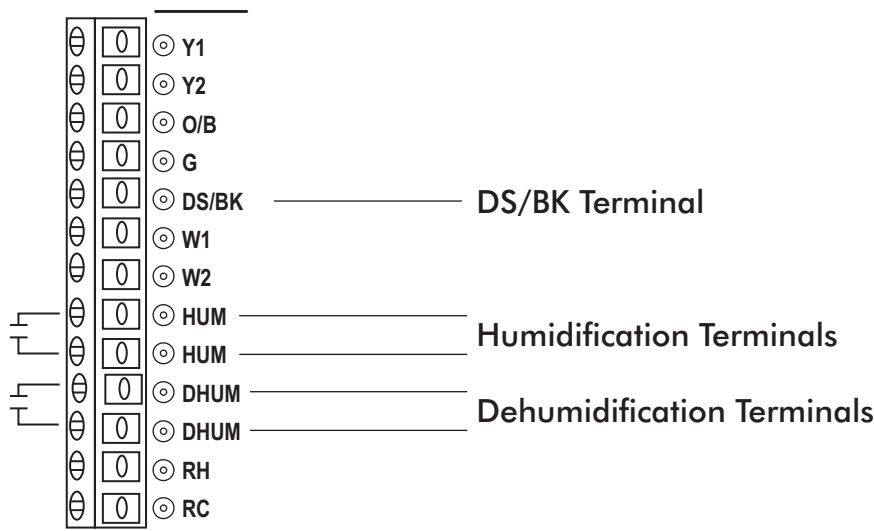 Y1
Y2
O/B
G
DS/BK
DS/BK Terminal
W1
W2
HUM
Humidification Terminals
HUM
DHUM
Dehumidification Terminals
DHUM
RH
RC